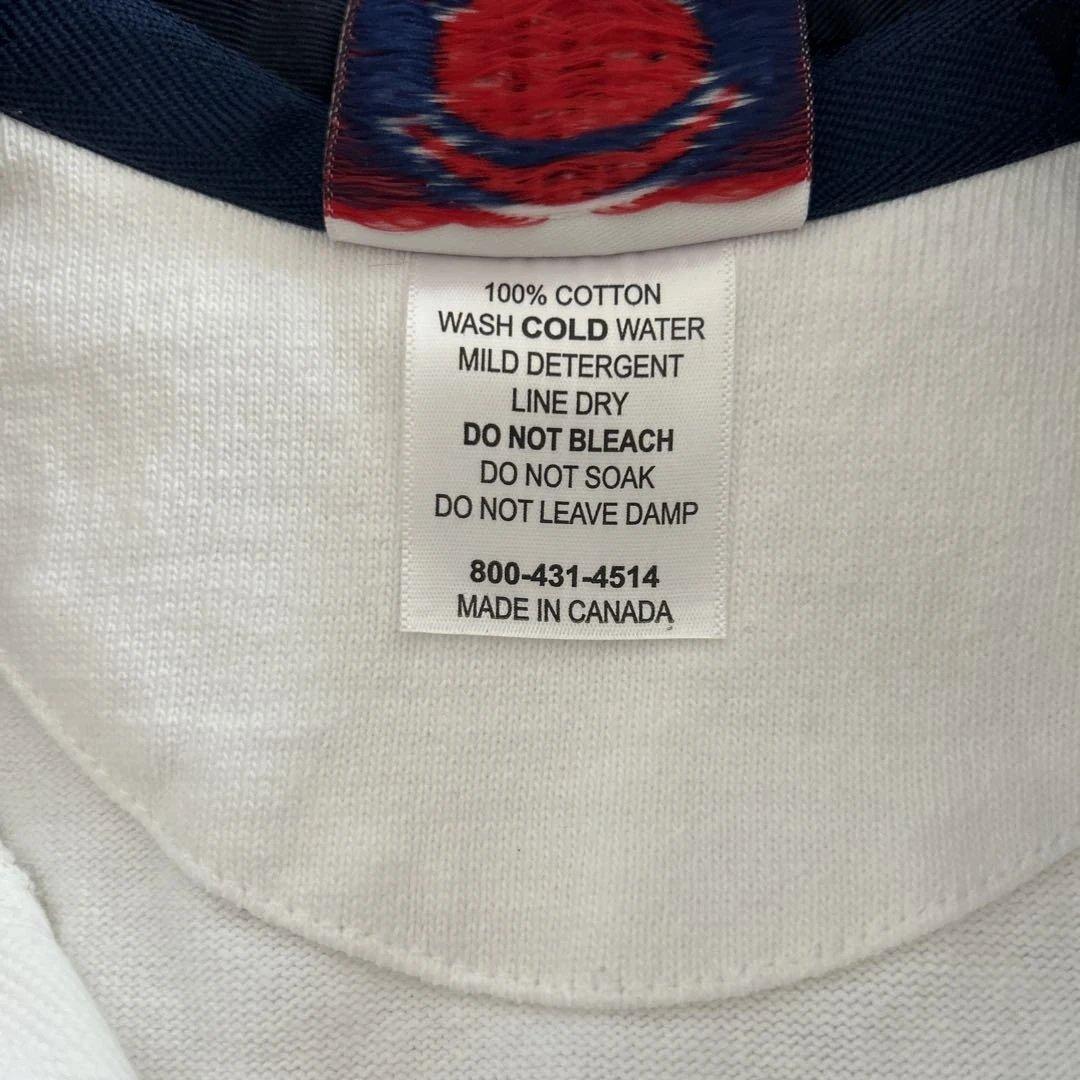 100% COTTON
WASH COLD WATER
MILD DETERGENT
LINE DRY
DO NOT BLEACH
DO NOT SOAK
DO NOT LEAVE DAMP
800-431-4514
MADE IN CANADA